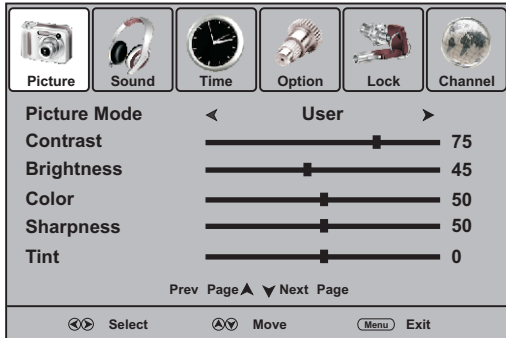 Picture Sound Time Option Lock Channel
Picture Mode User
Contrast 75
Brightness 45
Color 50
Sharpness 50
Tint 0
Prev Page Next Page
Select Move Menu Exit